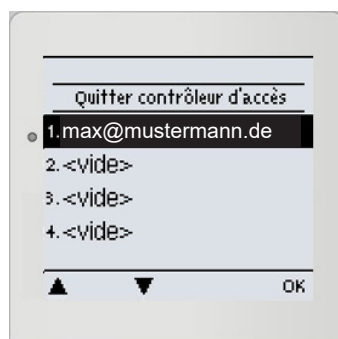 Quitter contrôleur d'accès
1.max@mustermann.de
2.<vide>
3.<vide>
4.<vide>
▲ ▼ OK